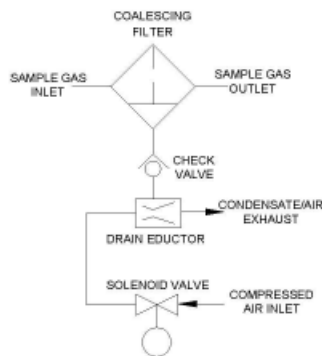 COALESCING
FILTER
SAMPLE GAS
INLET
SAMPLE GAS
OUTLET
CHECK
VALVE
CONDENSATE/AIR
EXHAUST
DRAIN EDUCTOR
SOLENOID VALVE
COMPRESSED
AIR INLET